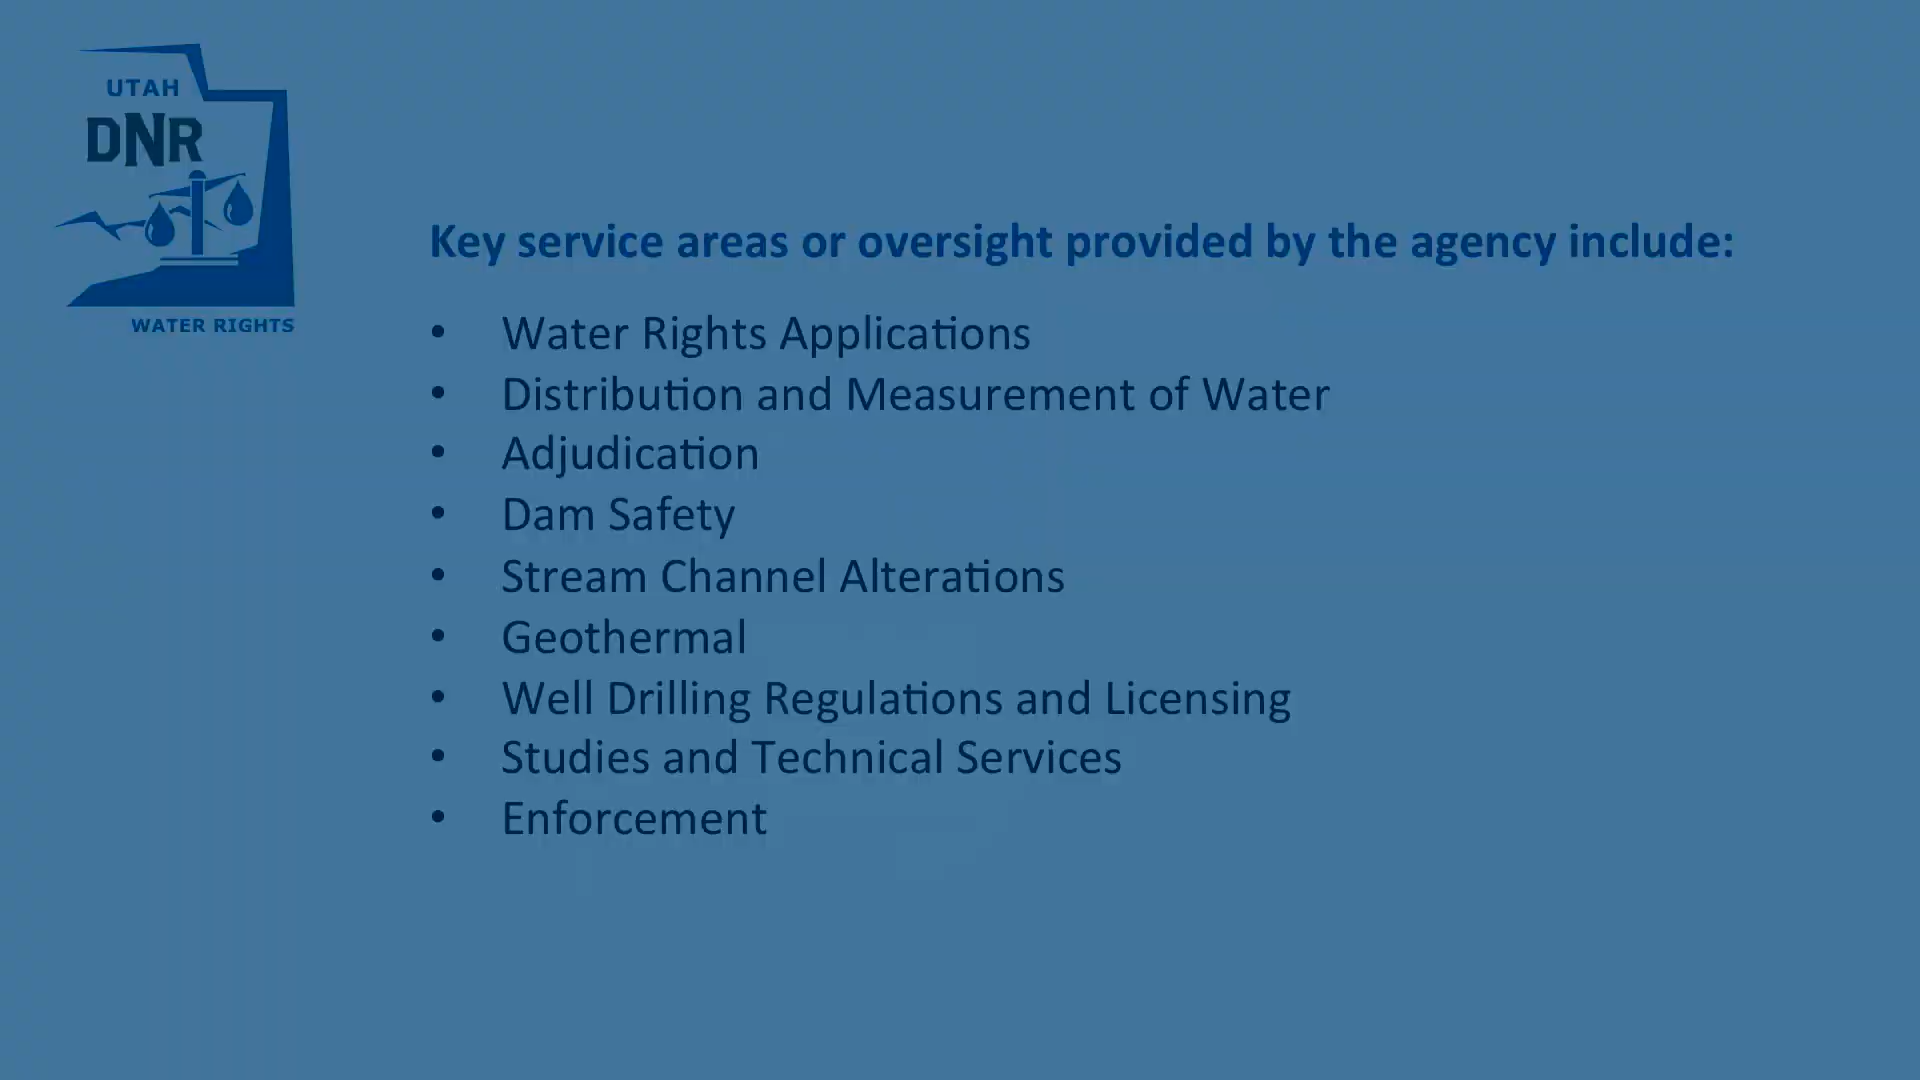 UTAH
DNR
WATER RIGHTS
Key service areas or oversight provided by the agency include:
• Water Rights Applications
• Distribution and Measurement of Water
• Adjudication
• Dam Safety
• Stream Channel Alterations
• Geothermal
• Well Drilling Regulations and Licensing
• Studies and Technical Services
• Enforcement